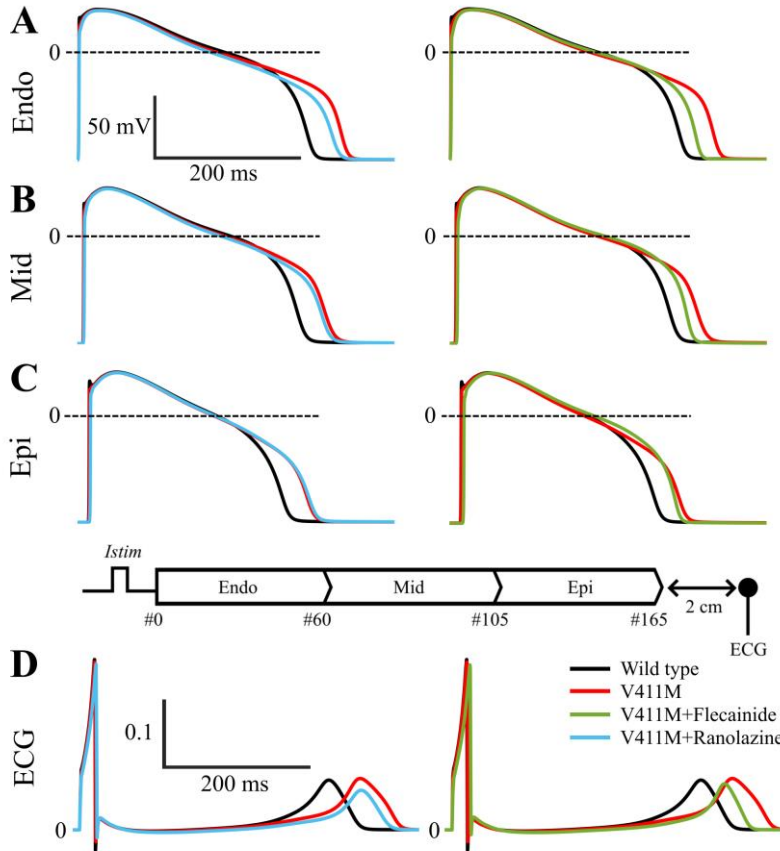 A
Endo
0
50 mV
200 ms
B
Mid
0
0
C
Epi
0
0
Istim
Endo Mid Epi
#0 #60 #105 #165
2 cm
ECG
D
ECG
0.1
200 ms
0
0
Wild type
V411M
V411M+Flecainide
V411M+Ranolazine